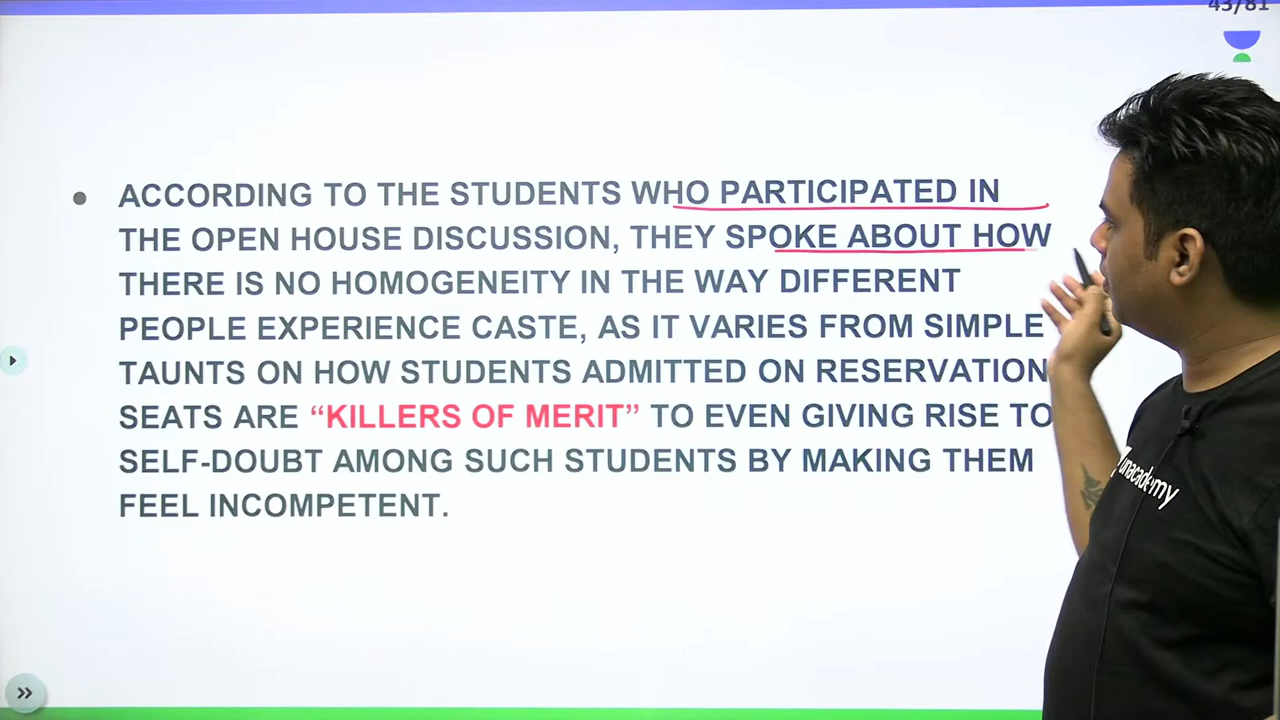 43/81
ACCORDING TO THE STUDENTS WHO PARTICIPATED IN
THE OPEN HOUSE DISCUSSION, THEY SPOKE ABOUT HOW
THERE IS NO HOMOGENEITY IN THE WAY DIFFERENT
PEOPLE EXPERIENCE CASTE, AS IT VARIES FROM SIMPLE
TAUNTS ON HOW STUDENTS ADMITTED ON RESERVATION
SEATS ARE “KILLERS OF MERIT” TO EVEN GIVING RISE TO
SELF-DOUBT AMONG SUCH STUDENTS BY MAKING THEM
FEEL INCOMPETENT.
unacademy